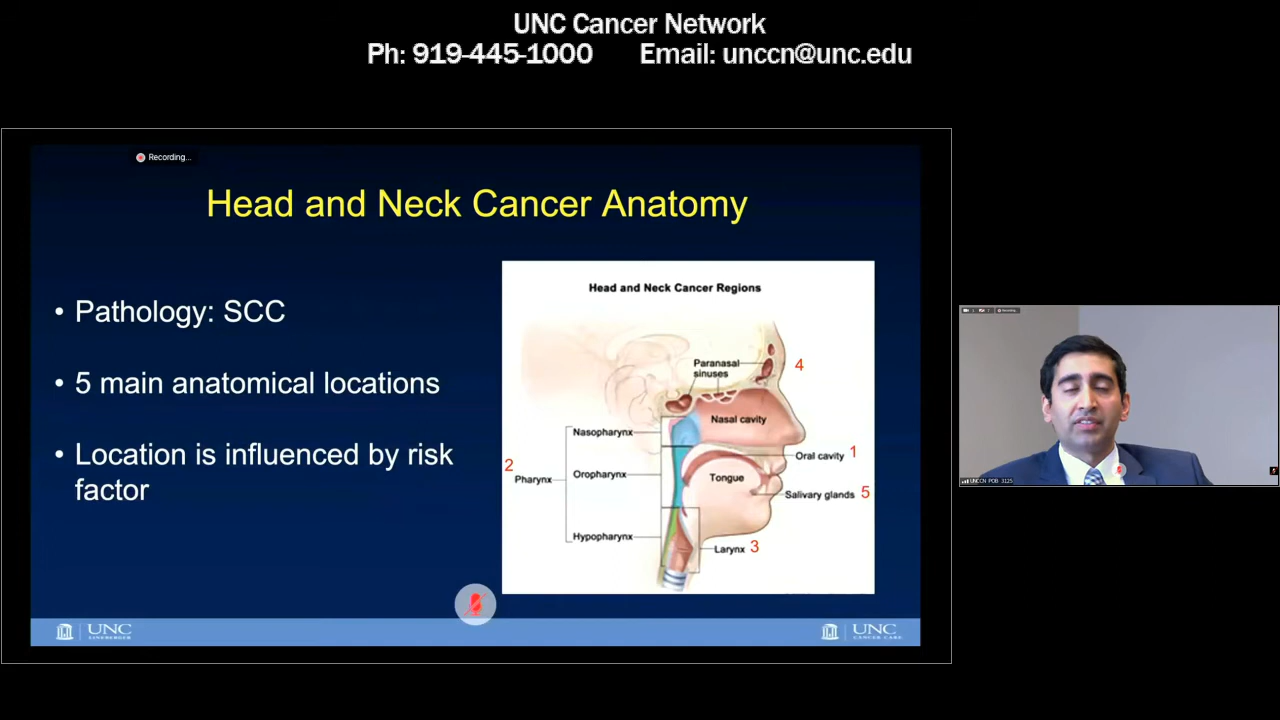 UNC Cancer Network
Ph: 919-445-1000 Email: unccn@unc.edu
Recording...
Head and Neck Cancer Anatomy
• Pathology: SCC
• 5 main anatomical locations
• Location is influenced by risk
factor
Head and Neck Cancer Regions
Paranasal
sinuses
4
Nasal cavity
Nasopharynx
Oral cavity 1
2
Pharynx
Oropharynx
Tongue
Salivary glands 5
Hypopharynx
Larynx 3
UNC
LINEBERGER
UNC
CANCER CARE
UNCCN POB 3125